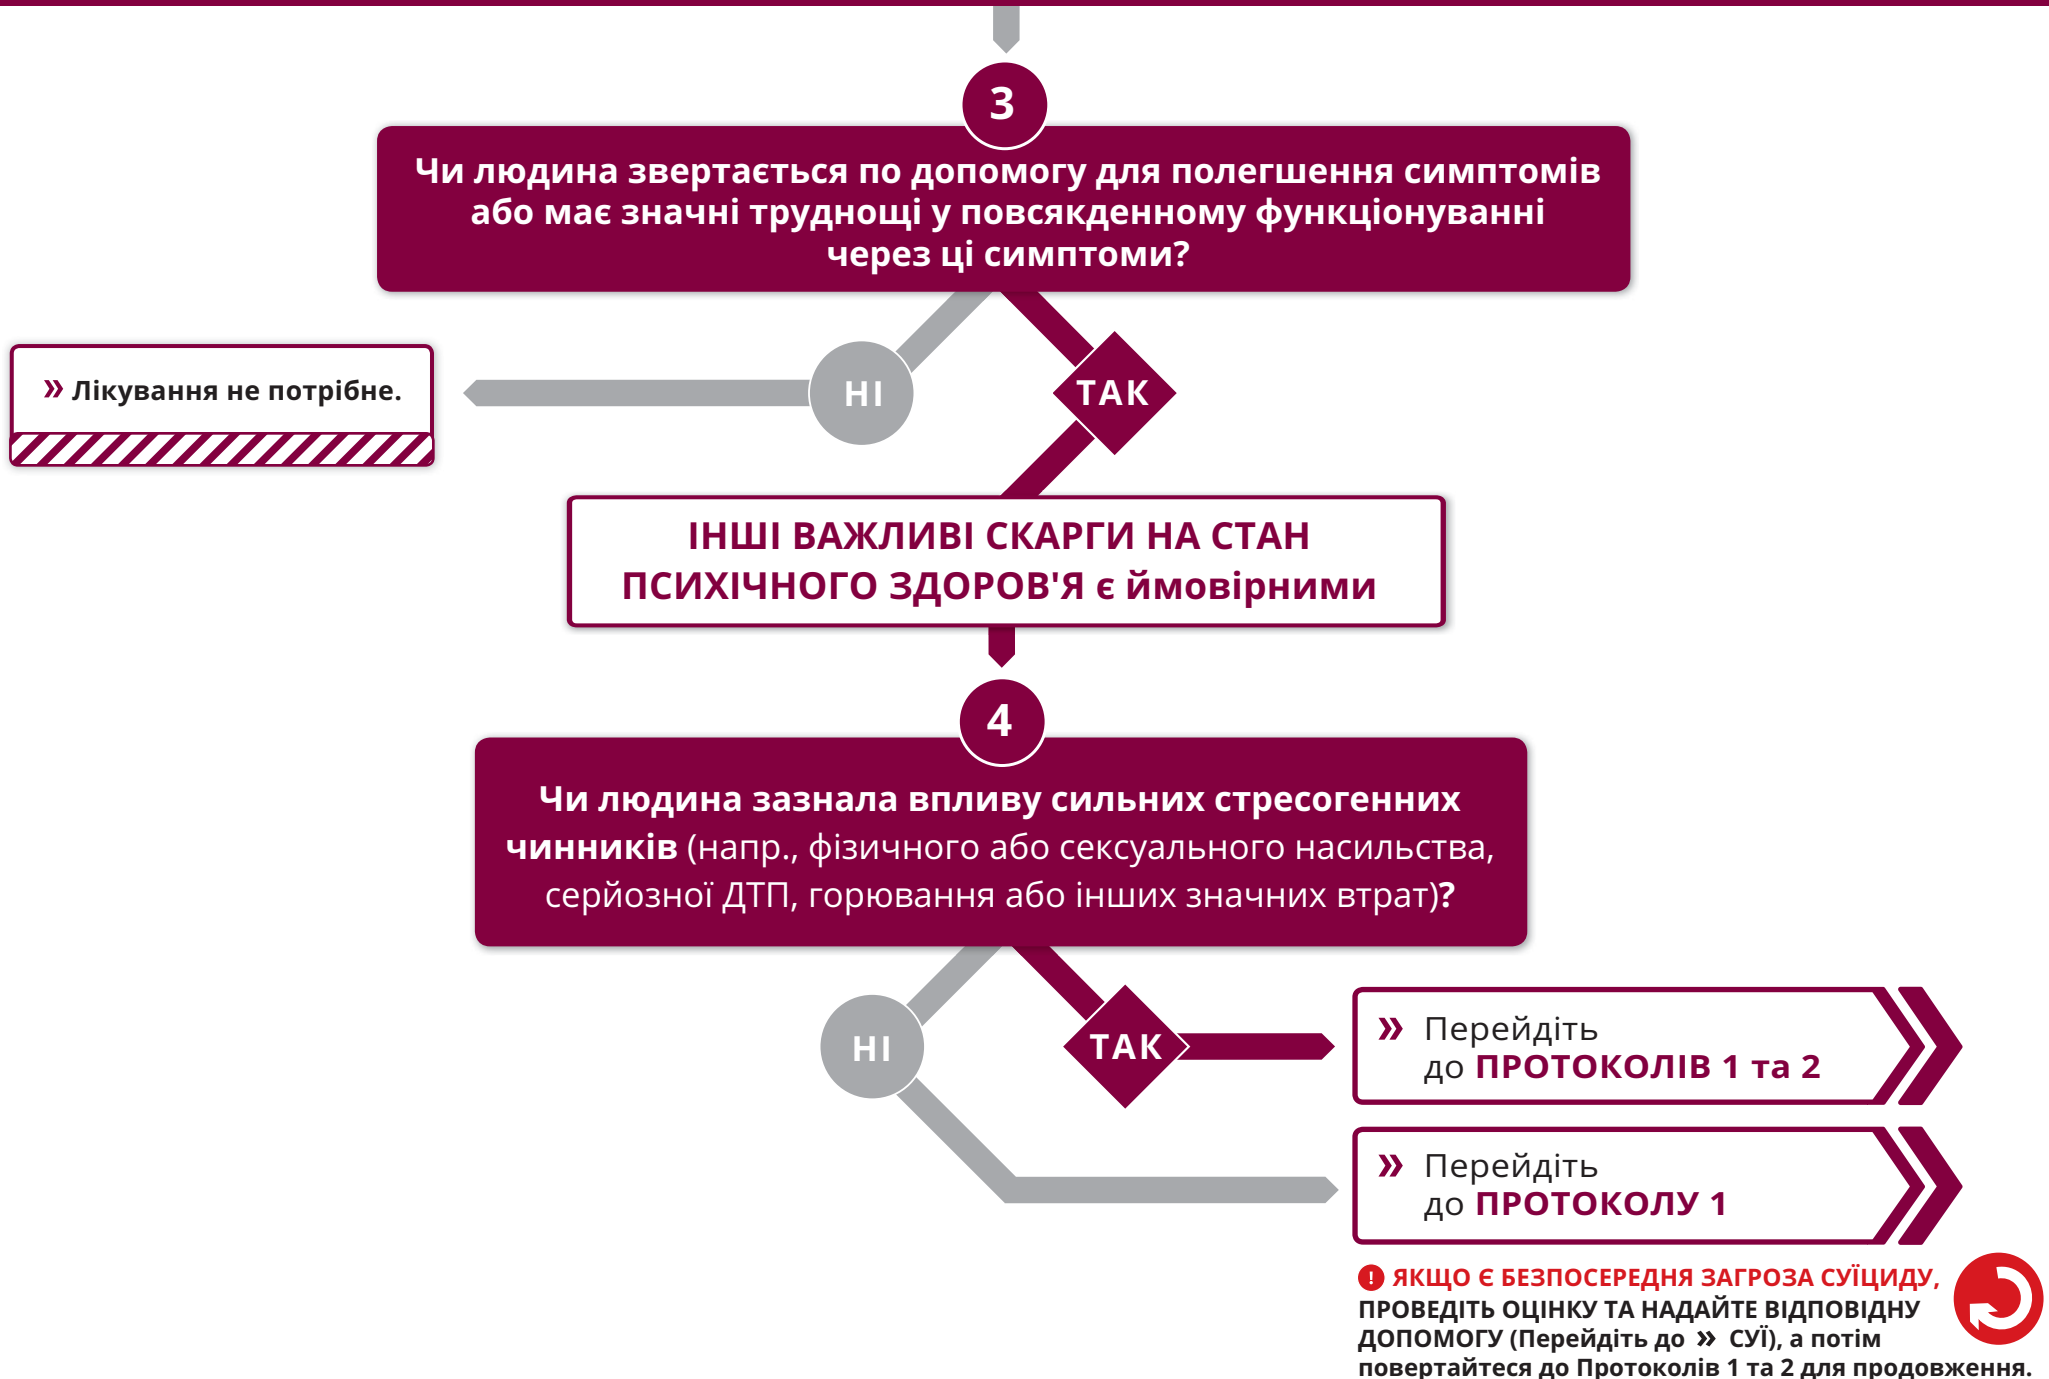 3
Чи людина звертається по допомогу для полегшення симптомів
або має значні труднощі у повсякденному функціонуванні
через ці симптоми?
» Лікування не потрібне.
НІ
ТАК
ІНШІ ВАЖЛИВІ СКАРГИ НА СТАН
ПСИХІЧНОГО ЗДОРОВ'Я є ймовірними
4
Чи людина зазнала впливу сильних стресогенних
чинників (напр., фізичного або сексуального насильства,
серйозної ДТП, горювання або інших значних втрат)?
НІ
ТАК
» Перейдіть
до ПРОТОКОЛІВ 1 та 2
» Перейдіть
до ПРОТОКОЛУ 1
! ЯКЩО Є БЕЗПОСЕРЕДНЯ ЗАГРОЗА СУЇЦИДУ,
ПРОВЕДІТЬ ОЦІНКУ ТА НАДАЙТЕ ВІДПОВІДНУ
ДОПОМОГУ (Перейдіть до » СУЇ), а потім
повертайтеся до Протоколів 1 та 2 для продовження.